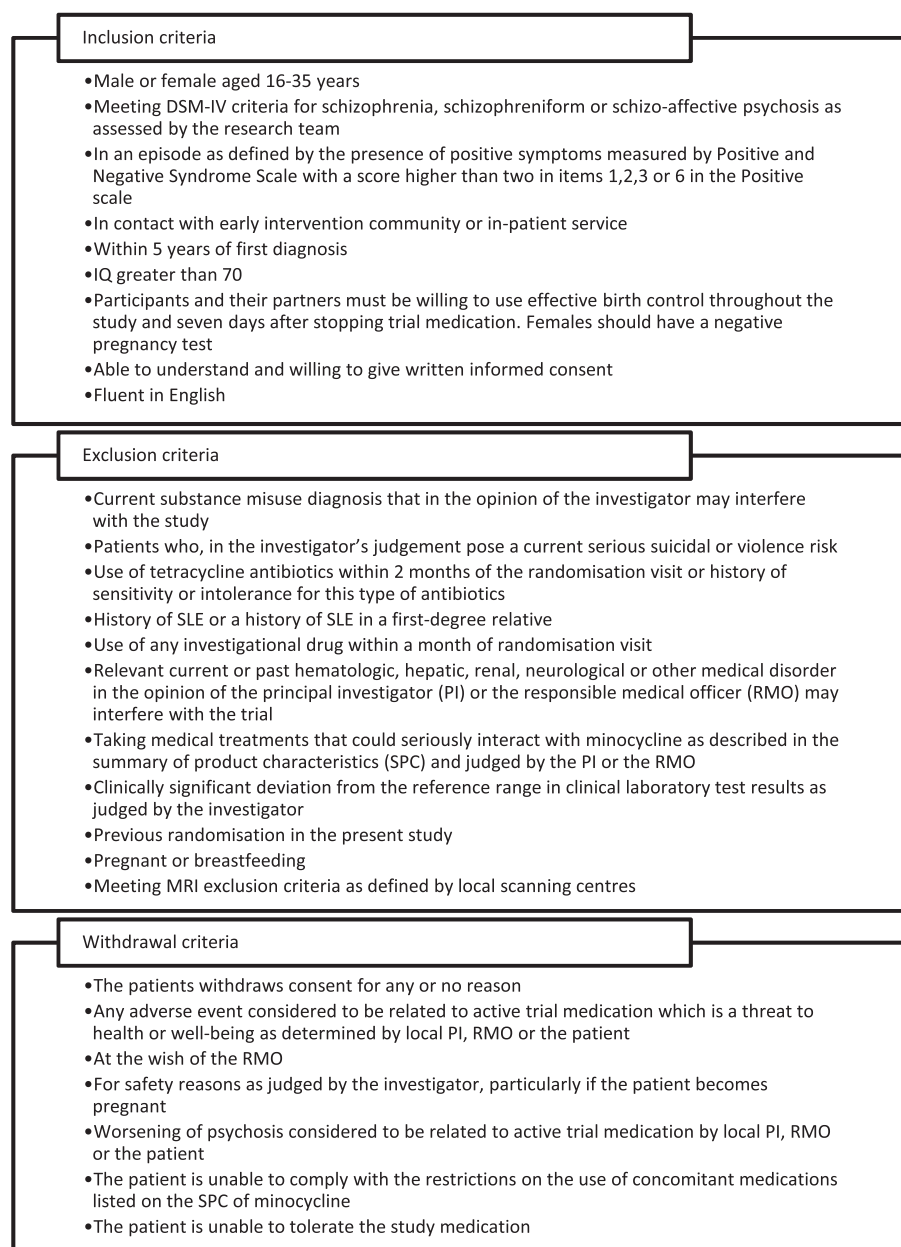 Inclusion criteria
•Male or female aged 16-35 years
•Meeting DSM-IV criteria for schizophrenia, schizophreniform or schizo-affective psychosis as
assessed by the research team
•In an episode as defined by the presence of positive symptoms measured by Positive and
Negative Syndrome Scale with a score higher than two in items 1,2,3 or 6 in the Positive
scale
•In contact with early intervention community or in-patient service
•Within 5 years of first diagnosis
•IQ greater than 70
•Participants and their partners must be willing to use effective birth control throughout the
study and seven days after stopping trial medication. Females should have a negative
pregnancy test
•Able to understand and willing to give written informed consent
•Fluent in English
Exclusion criteria
•Current substance misuse diagnosis that in the opinion of the investigator may interfere
with the study
•Patients who, in the investigator’s judgement pose a current serious suicidal or violence risk
•Use of tetracycline antibiotics within 2 months of the randomisation visit or history of
sensitivity or intolerance for this type of antibiotics
•History of SLE or a history of SLE in a first-degree relative
•Use of any investigational drug within a month of randomisation visit
•Relevant current or past hematologic, hepatic, renal, neurological or other medical disorder
in the opinion of the principal investigator (PI) or the responsible medical officer (RMO) may
interfere with the trial
•Taking medical treatments that could seriously interact with minocycline as described in the
summary of product characteristics (SPC) and judged by the PI or the RMO
•Clinically significant deviation from the reference range in clinical laboratory test results as
judged by the investigator
•Previous randomisation in the present study
•Pregnant or breastfeeding
•Meeting MRI exclusion criteria as defined by local scanning centres
Withdrawal criteria
•The patients withdraws consent for any or no reason
•Any adverse event considered to be related to active trial medication which is a threat to
health or well-being as determined by local PI, RMO or the patient
•At the wish of the RMO
•For safety reasons as judged by the investigator, particularly if the patient becomes
pregnant
•Worsening of psychosis considered to be related to active trial medication by local PI, RMO
or the patient
•The patient is unable to comply with the restrictions on the use of concomitant medications
listed on the SPC of minocycline
•The patient is unable to tolerate the study medication